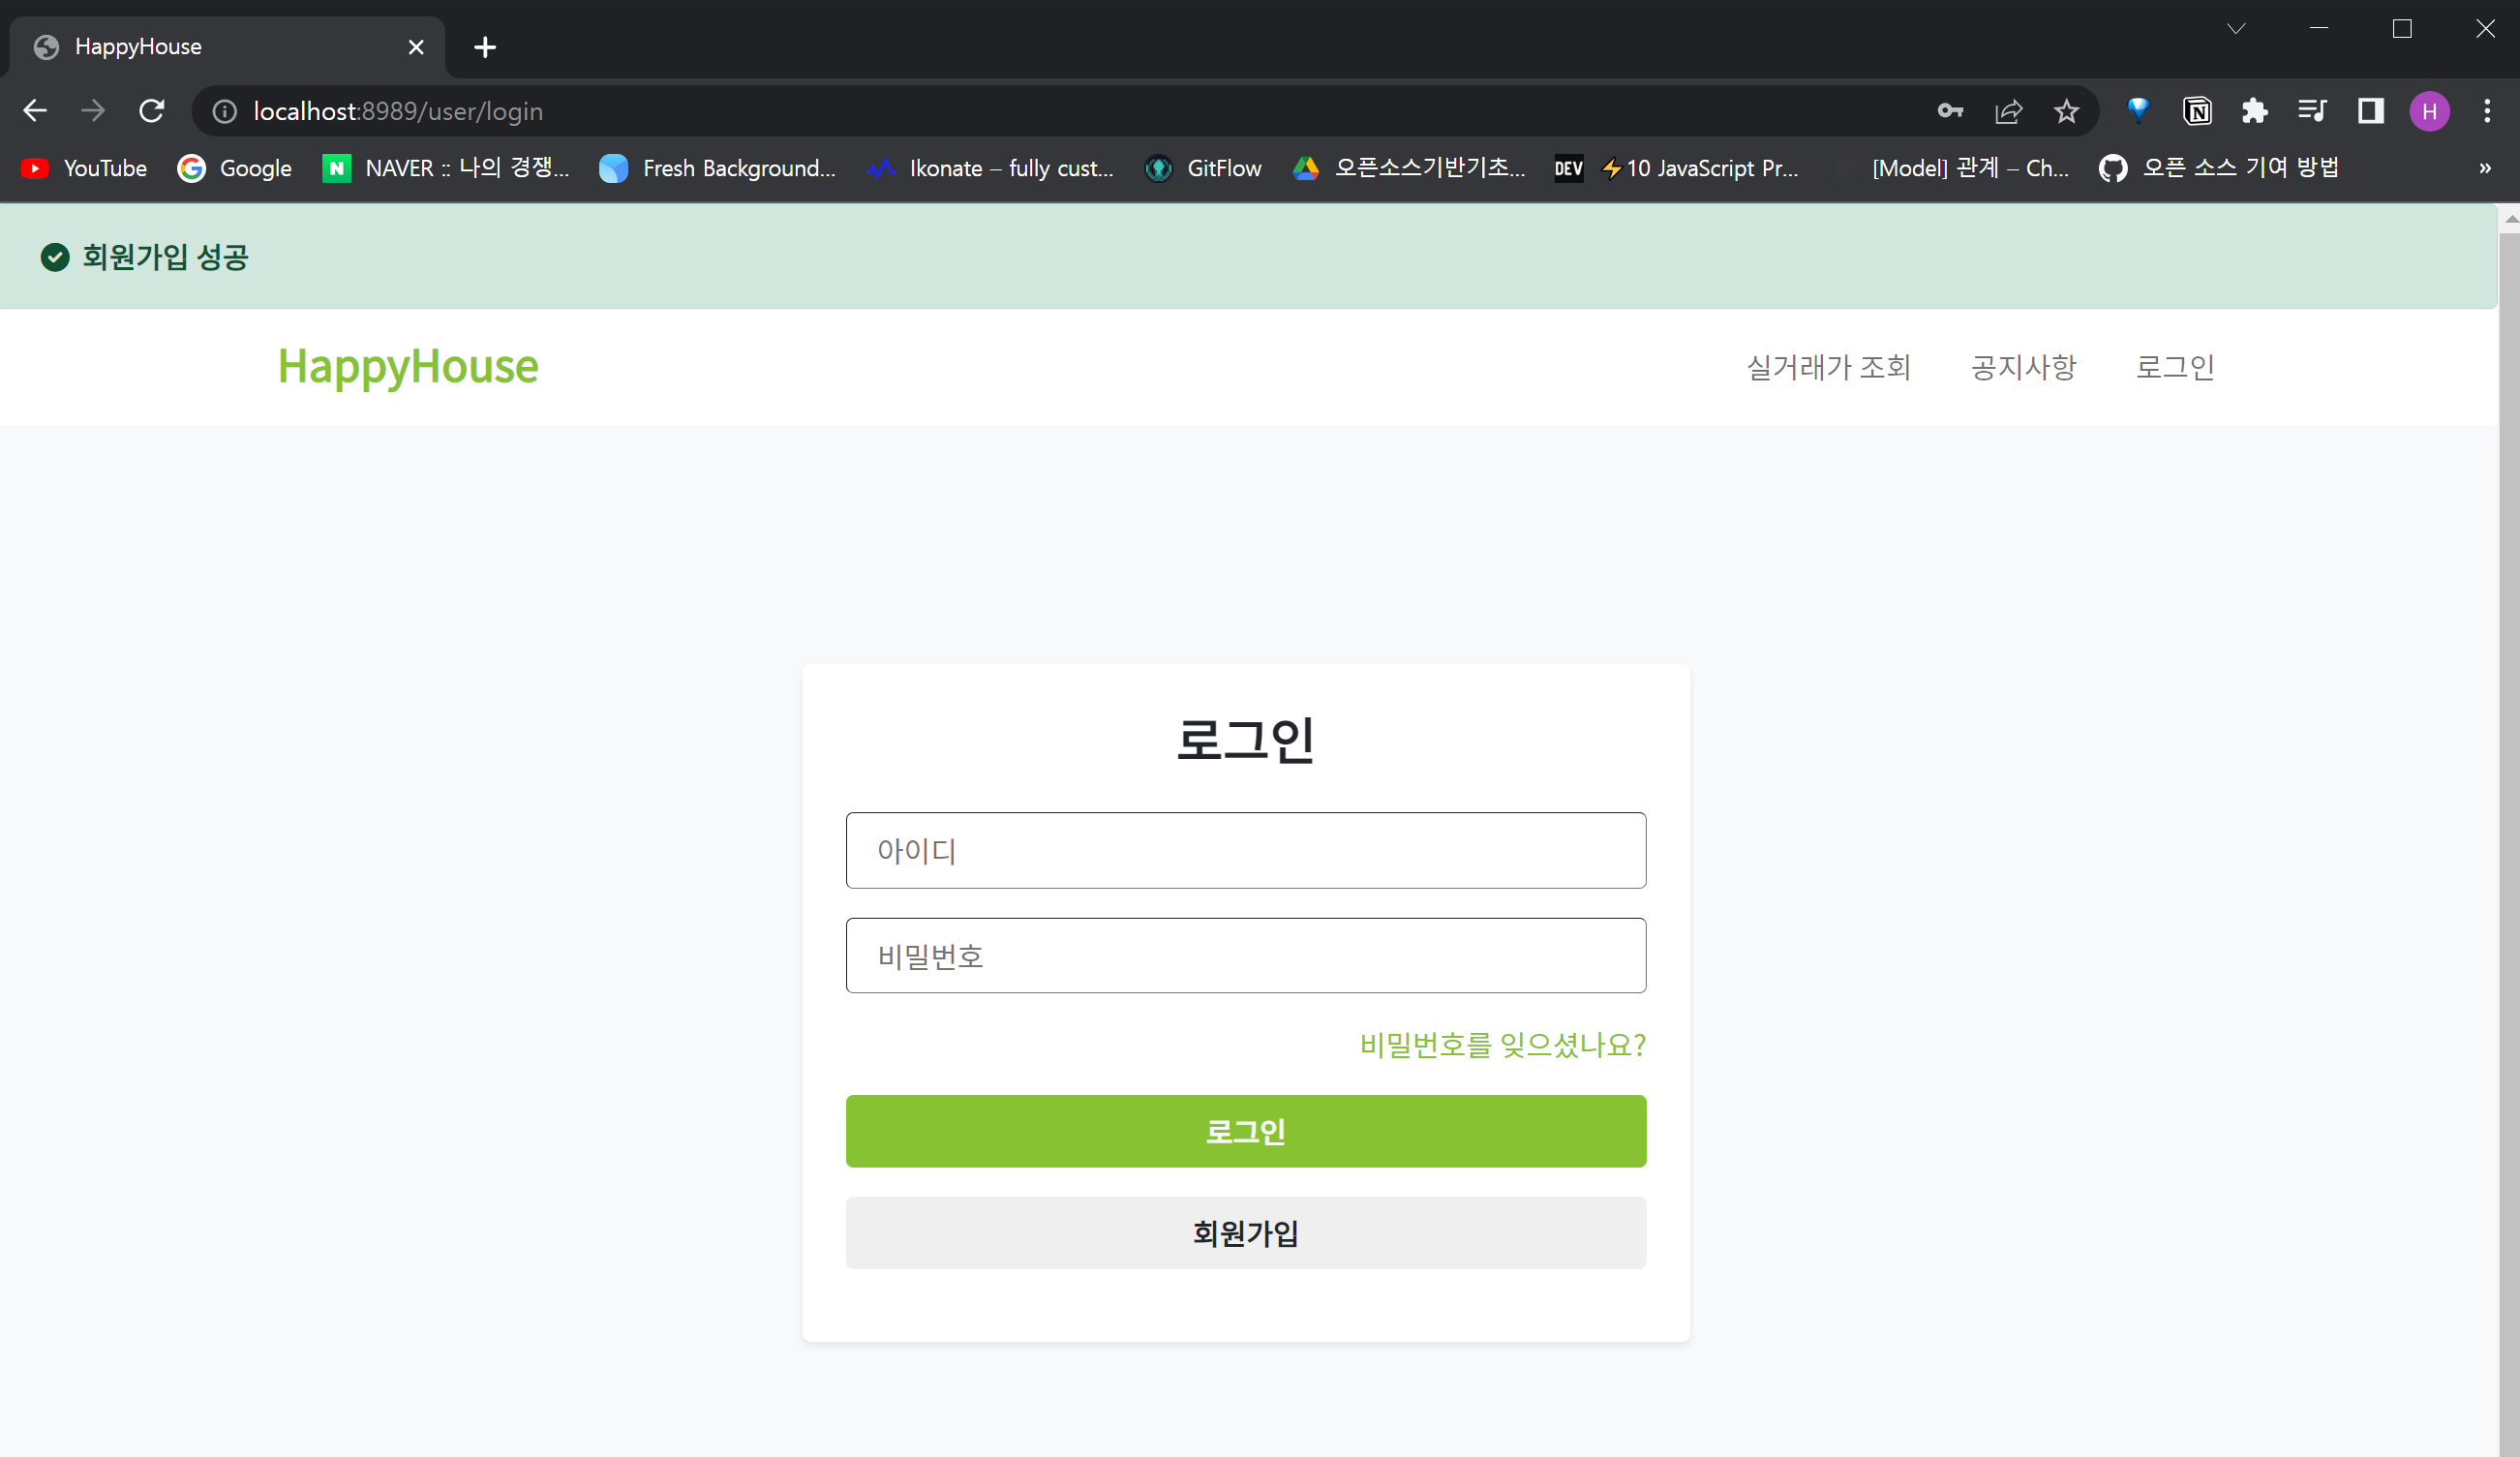 HappyHouse
localhost:8989/user/login
YouTube Google NAVER :: 나의 경쟁... Fresh Background... Ikonate – fully cust... GitFlow 오픈소스기반기초... DEV ⚡10 JavaScript Pr... [Model] 관계 – Ch... 오픈 소스 기여 방법 »
회원가입 성공
HappyHouse 실거래가 조회 공지사항 로그인
로그인
아이디
비밀번호
비밀번호를 잊으셨나요?
로그인
회원가입